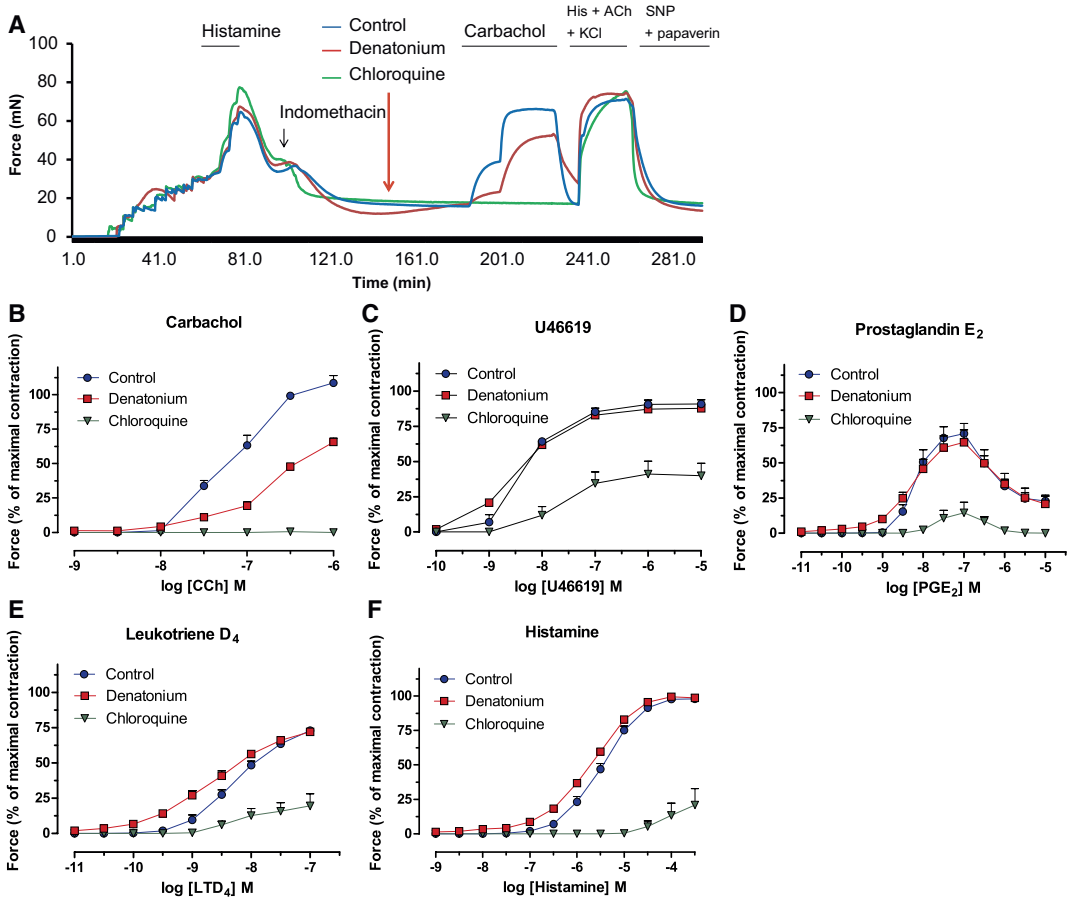 A
Histamine
Control
Denatonium
Chloroquine
Carbachol
His + ACh
+ KCl
SNP
+ papaverin
Indomethacin
Force (mN)
100
80
60
40
20
0
1.0 41.0 81.0 121.0 161.0 201.0 241.0 281.0
Time (min)
B
Carbachol
Control
Denatonium
Chloroquine
Force (% of maximal contraction)
100
75
50
25
0
-9 -8 -7 -6
log [CCh] M
C
U46619
Control
Denatonium
Chloroquine
Force (% of maximal contraction)
100
75
50
25
0
-10 -9 -8 -7 -6 -5
log [U46619] M
D
Prostaglandin E2
Control
Denatonium
Chloroquine
Force (% of maximal contraction)
100
75
50
25
0
-11 -10 -9 -8 -7 -6 -5
log [PGE2] M
E
Leukotriene D4
Control
Denatonium
Chloroquine
Force (% of maximal contraction)
100
75
50
25
0
-11 -10 -9 -8 -7
log [LTD4] M
F
Histamine
Control
Denatonium
Chloroquine
Force (% of maximal contraction)
100
75
50
25
0
-9 -8 -7 -6 -5 -4
log [Histamine] M